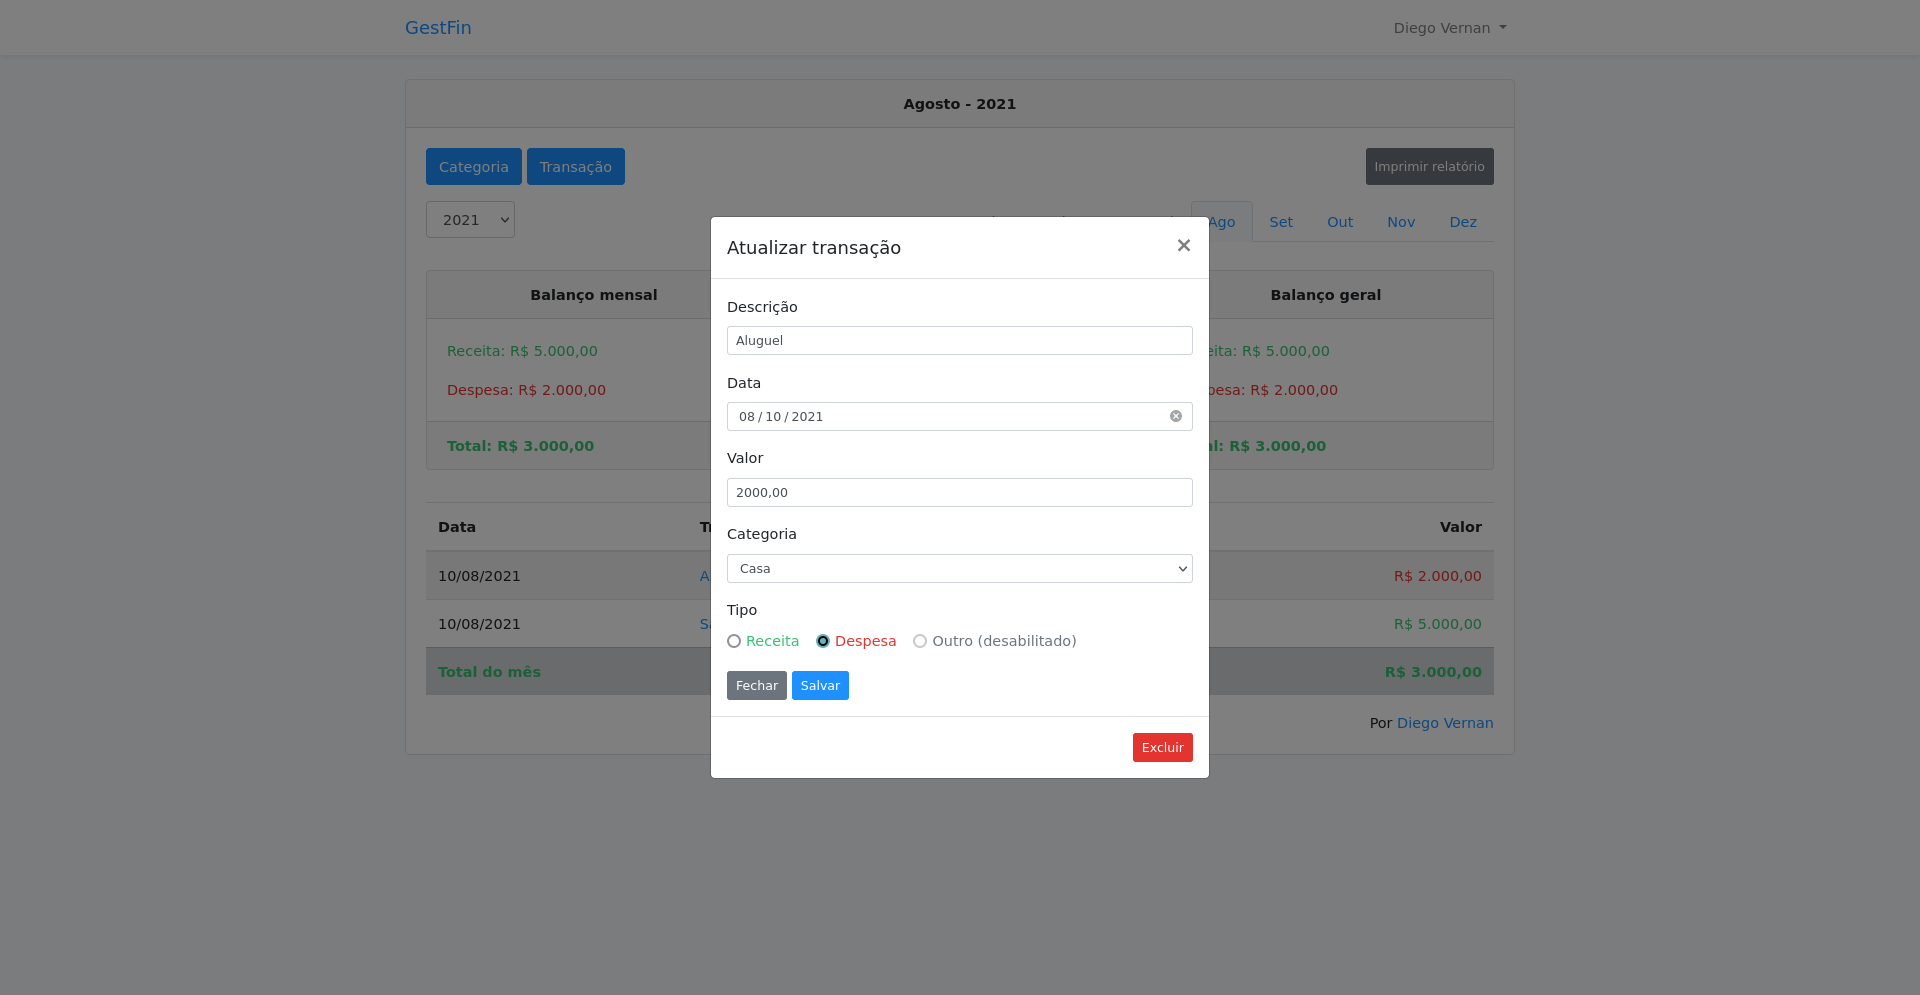 GestFin
Diego Vernan
Agosto - 2021
Categoria
Transação
Imprimir relatório
2021
Ago
Set
Out
Nov
Dez
Atualizar transação
×
Balanço mensal
Balanço geral
Descrição
Aluguel
Receita: R$ 5.000,00
eita: R$ 5.000,00
Data
Despesa: R$ 2.000,00
pesa: R$ 2.000,00
08 / 10 / 2021
Total: R$ 3.000,00
al: R$ 3.000,00
Valor
2000,00
Data
Valor
Categoria
Casa
10/08/2021
A
R$ 2.000,00
Tipo
10/08/2021
R$ 5.000,00
Receita
Despesa
Outro (desabilitado)
Total do mês
R$ 3.000,00
Fechar
Salvar
Por Diego Vernan
Excluir